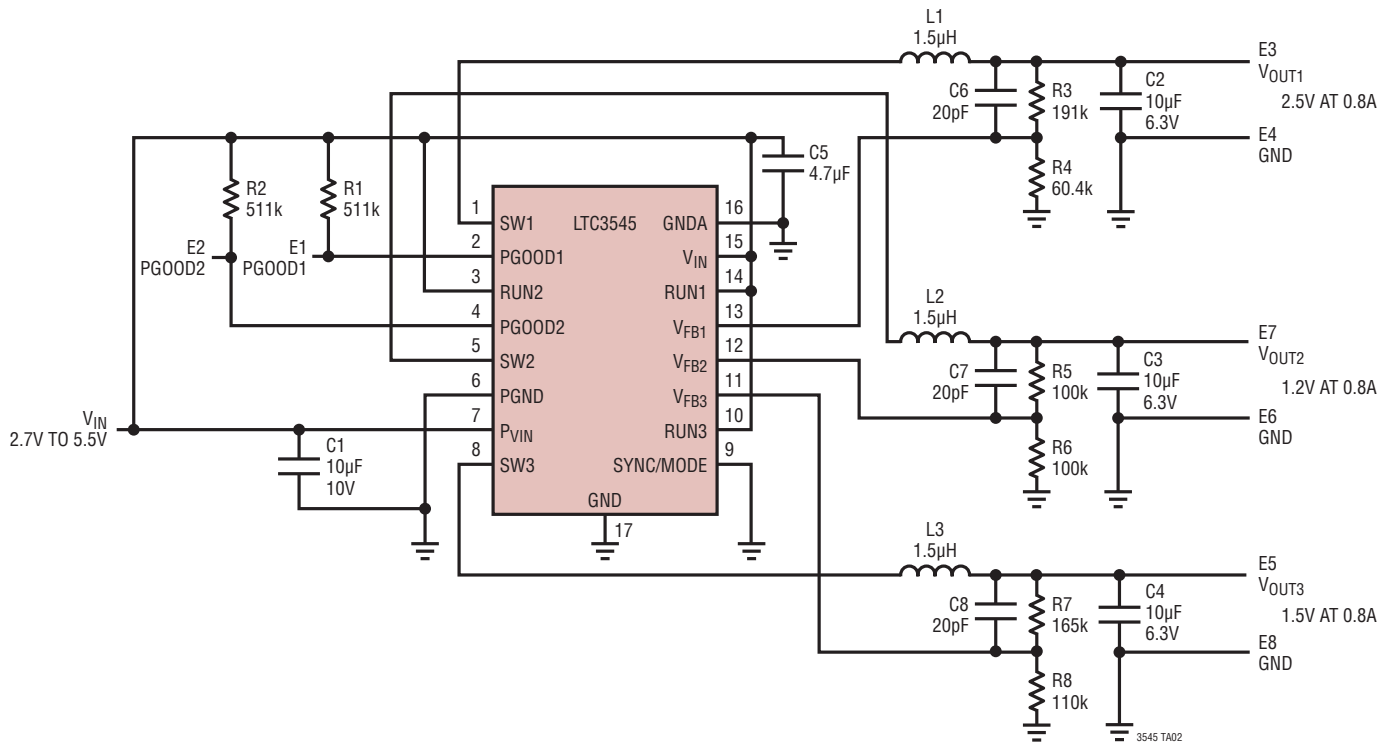 L1
1.5µH
E3
VOUT1
2.5V AT 0.8A
C6
20pF
R3
191k
C2
10µF
6.3V
E4
GND
R4
60.4k
C5
4.7µF
R2
511k
R1
511k
E2
PGOOD2
E1
PGOOD1
LTC3545
1
SW1
2
PGOOD1
3
RUN2
4
PGOOD2
5
SW2
6
PGND
7
PVIN
8
SW3
16
GNDA
15
VIN
14
RUN1
13
VFB1
12
VFB2
11
VFB3
10
RUN3
9
SYNC/MODE
GND
17
VIN
2.7V TO 5.5V
C1
10µF
10V
L2
1.5µH
E7
VOUT2
1.2V AT 0.8A
C7
20pF
R5
100k
C3
10µF
6.3V
E6
GND
R6
100k
L3
1.5µH
E5
VOUT3
1.5V AT 0.8A
C8
20pF
R7
165k
C4
10µF
6.3V
E8
GND
R8
110k
3545 TA02